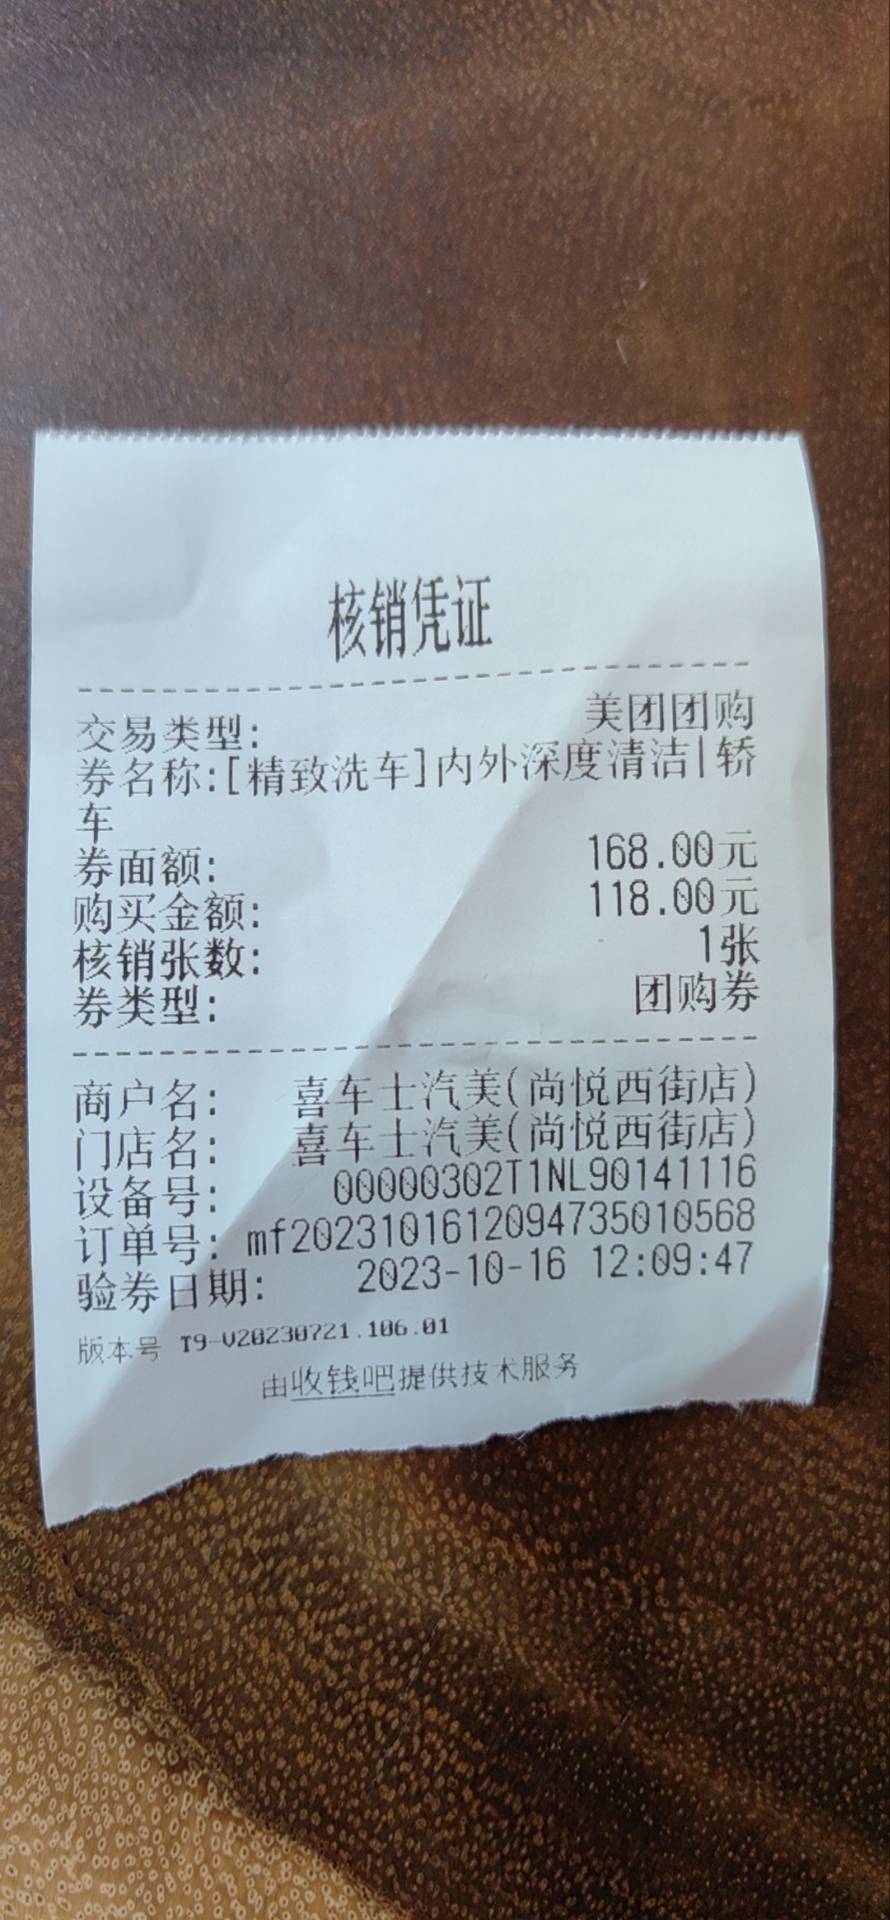 核销凭证
交易类型: 美团团购
券名称:[精致洗车]内外深度清洁|轿
车
券面额: 168.00元
购买金额: 118.00元
核销张数: 1张
券类型: 团购券
商户名: 喜车士汽美(尚悦西街店)
门店名: 喜车士汽美(尚悦西街店)
设备号: 00000302T1NL90141116
订单号: mf20231016120947350​10568
验券日期: 2023-10-16 12:09:47
版本号 T9-V20230721.106.01
由收钱吧提供技术服务